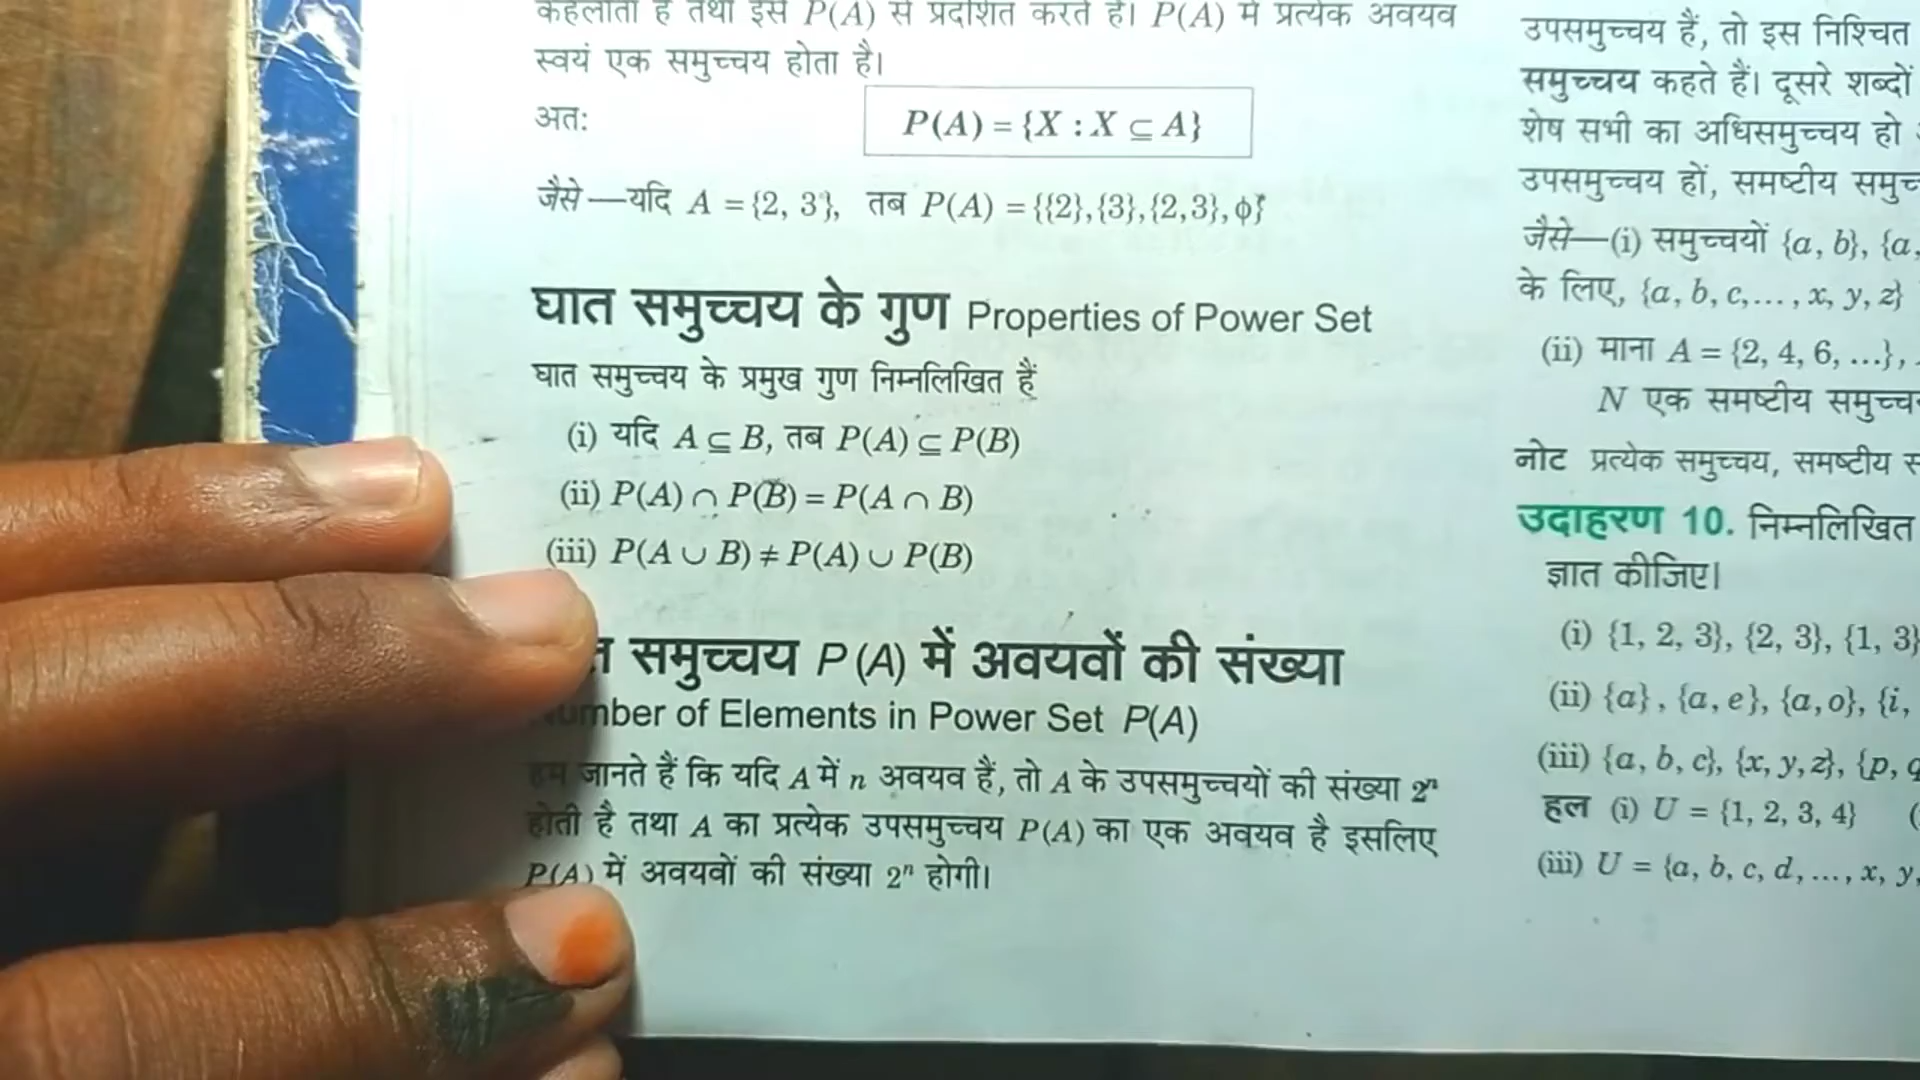 कहलाता है तथा इसे P(A) से प्रदर्शित करते हैं। P(A) में प्रत्येक अवयव
स्वयं एक समुच्चय होता है।
अतः P(A) = {X : X ⊆ A}
जैसे—यदि A = {2, 3}, तब P(A) = {{2},{3},{2,3},ϕ}
घात समुच्चय के गुण Properties of Power Set
घात समुच्चय के प्रमुख गुण निम्नलिखित हैं
(i) यदि A ⊆ B, तब P(A) ⊆ P(B)
(ii) P(A) ∩ P(B) = P(A ∩ B)
(iii) P(A ∪ B) ≠ P(A) ∪ P(B)
समुच्चय P(A) में अवयवों की संख्या
Number of Elements in Power Set P(A)
हम जानते हैं कि यदि A में n अवयव हैं, तो A के उपसमुच्चयों की संख्या 2ⁿ
होती है तथा A का प्रत्येक उपसमुच्चय P(A) का एक अवयव है इसलिए
P(A) में अवयवों की संख्या 2ⁿ होगी।
उपसमुच्चय हैं, तो इस निश्चित
समुच्चय कहते हैं। दूसरे शब्दों
शेष सभी का अधिसमुच्चय हो
उपसमुच्चय हों, समष्टीय
जैसे—(i) समुच्चयों {a, b}, {a,
के लिए, {a, b, c,..., x, y, z}
(ii) माना A = {2, 4, 6, ...},
N एक समष्टीय
नोट प्रत्येक समुच्चय, समष्टीय
उदाहरण 10. निम्नलिखित
ज्ञात कीजिए।
(i) {1, 2, 3}, {2, 3}, {1, 3}
(ii) {a}, {a, e}, {a, o}, {i,
(iii) {a, b, c}, {x, y, z}, {p,
हल (i) U = {1, 2, 3, 4}
(iii) U = {a, b, c, d, ..., x, y,